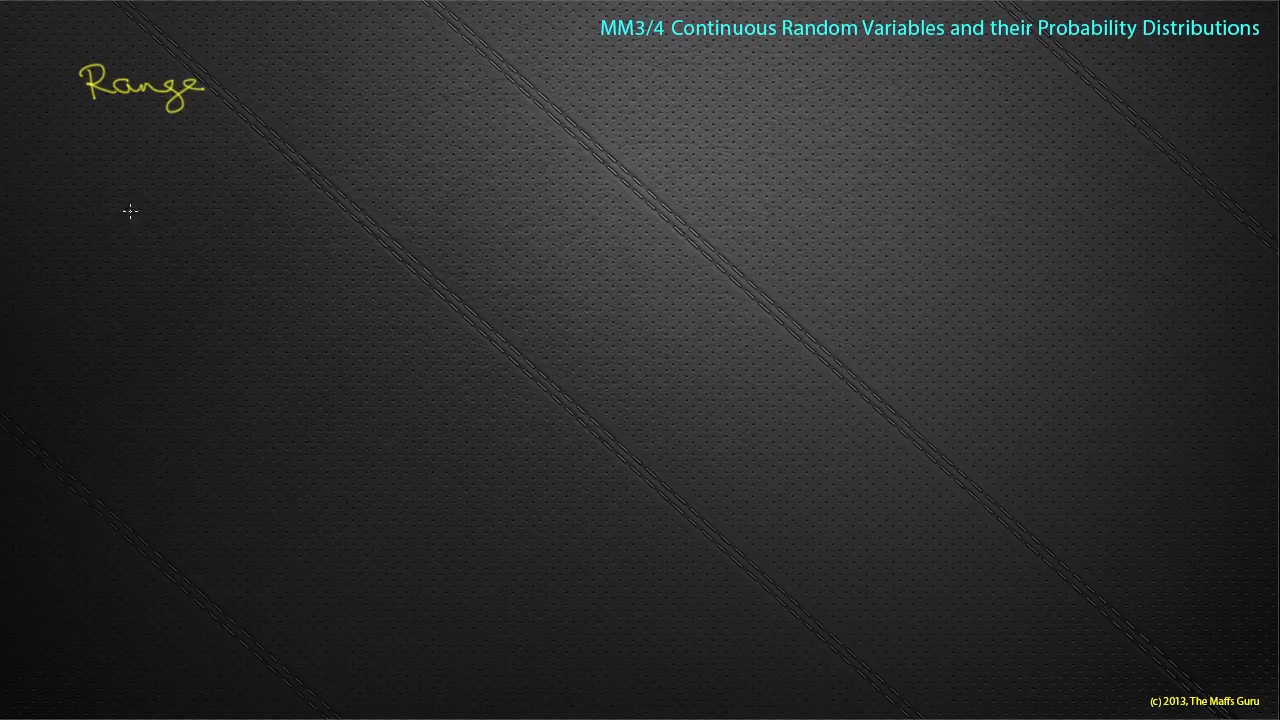 MM3/4 Continuous Random Variables and their Probability Distributions
Range
(c) 2013, The Maffs Guru